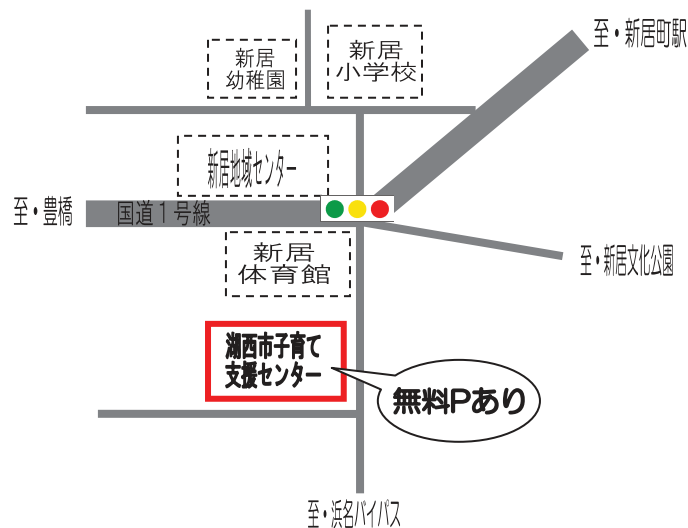 至・新居町駅
新居
幼稚園
新居
小学校
新居地域センター
至・豊橋
国道1号線
新居
体育館
至・新居文化公園
湖西市子育て
支援センター
無料Pあり
至・浜名バイパス